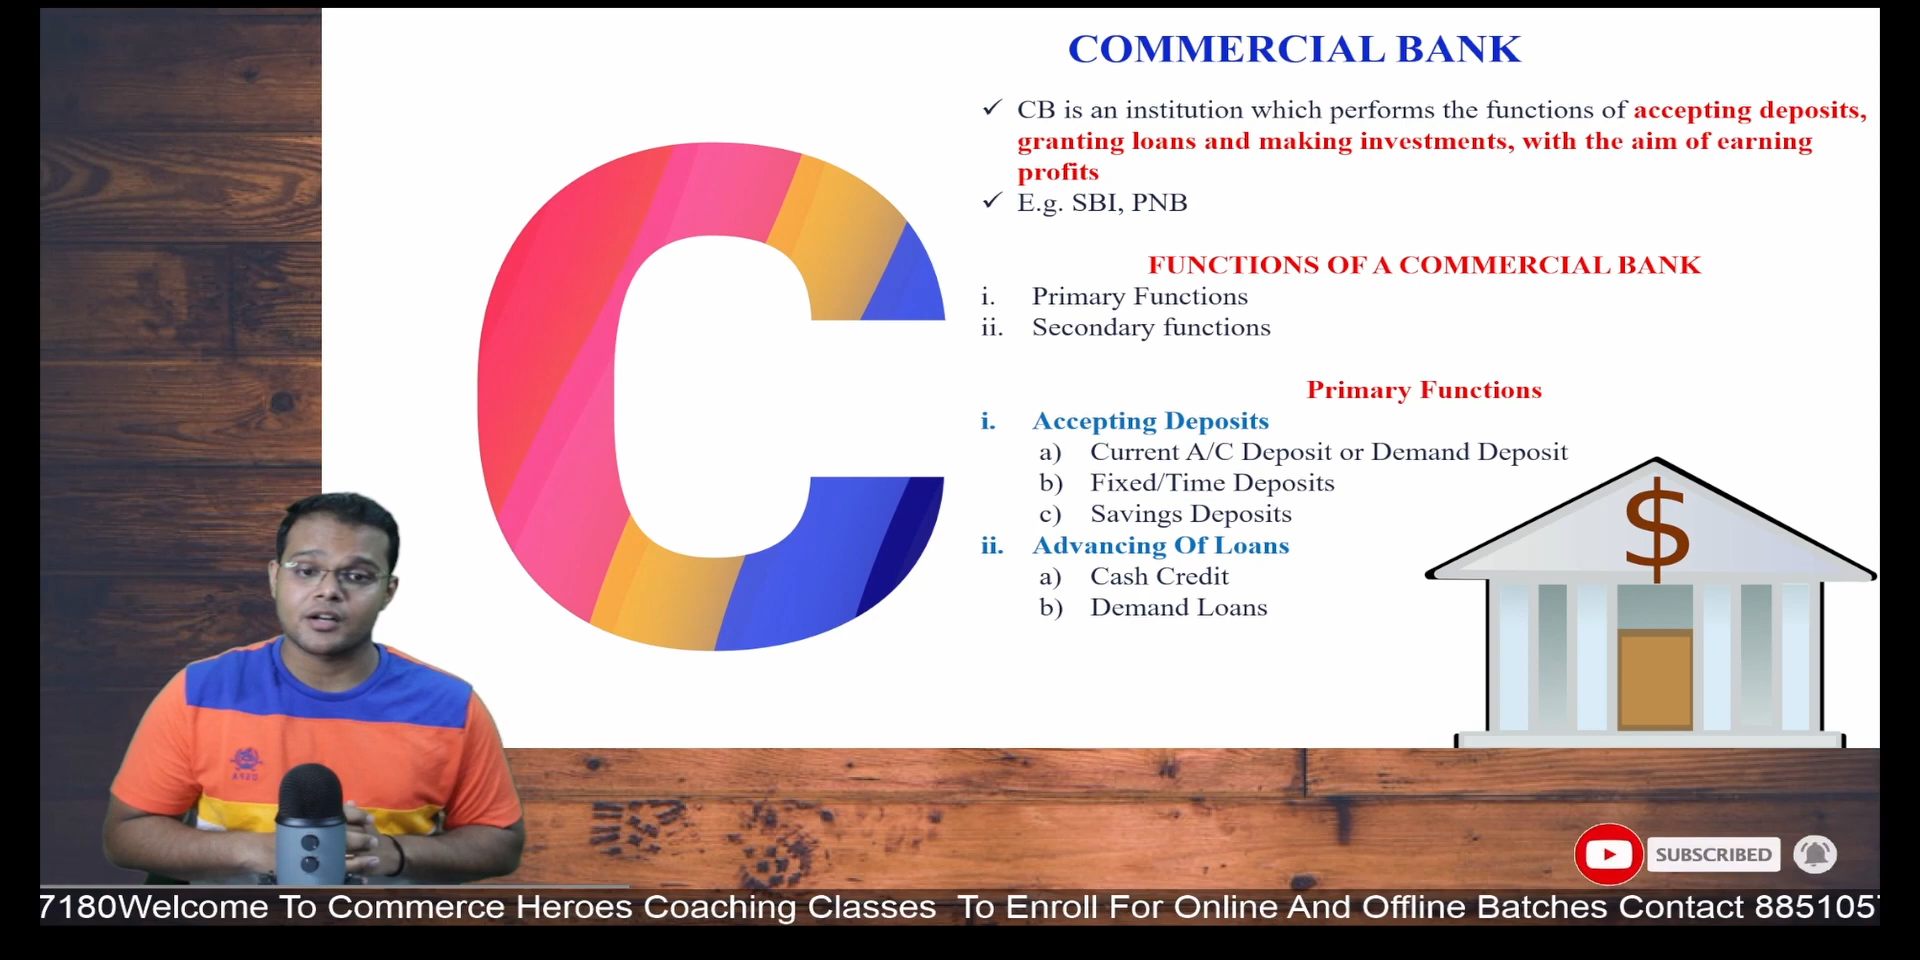 COMMERCIAL BANK
✓ CB is an institution which performs the functions of accepting deposits,
granting loans and making investments, with the aim of earning
profits
✓ E.g. SBI, PNB
FUNCTIONS OF A COMMERCIAL BANK
i. Primary Functions
ii. Secondary functions
Primary Functions
i. Accepting Deposits
a) Current A/C Deposit or Demand Deposit
b) Fixed/Time Deposits
c) Savings Deposits
ii. Advancing Of Loans
a) Cash Credit
b) Demand Loans
C
$
SUBSCRIBED
7180Welcome To Commerce Heroes Coaching Classes To Enroll For Online And Offline Batches Contact 885105